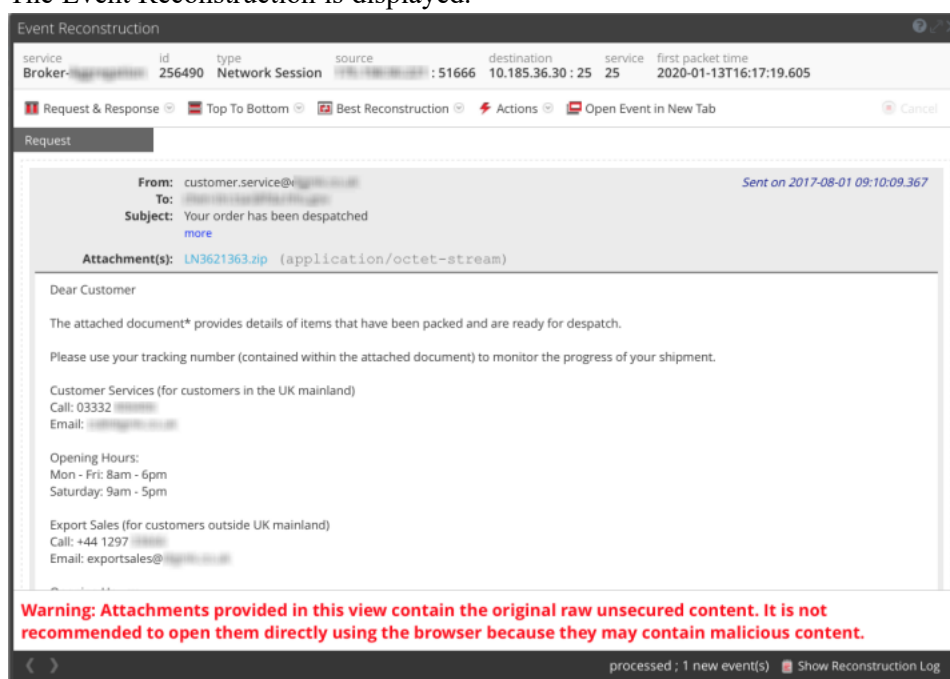 The Event Reconstruction is displayed.
Event Reconstruction
service id type source destination service first packet time
Broker- 256490 Network Session : 51666 10.185.36.30 : 25 25 2020-01-13T16:17:19.605
Request & Response Top To Bottom Best Reconstruction Actions Open Event in New Tab Cancel
Request
From: customer.service@ Sent on 2017-08-01 09:10:09.367
To:
Subject: Your order has been despatched
more
Attachment(s): LN3621363.zip (application/octet-stream)
Dear Customer
The attached document* provides details of items that have been packed and are ready for despatch.
Please use your tracking number (contained within the attached document) to monitor the progress of your shipment.
Customer Services (for customers in the UK mainland)
Call: 03332
Email:
Opening Hours:
Mon - Fri: 8am - 6pm
Saturday: 9am - 5pm
Export Sales (for customers outside UK mainland)
Call: +44 1297
Email: exportsales@
Warning: Attachments provided in this view contain the original raw unsecured content. It is not
recommended to open them directly using the browser because they may contain malicious content.
processed ; 1 new event(s) Show Reconstruction Log